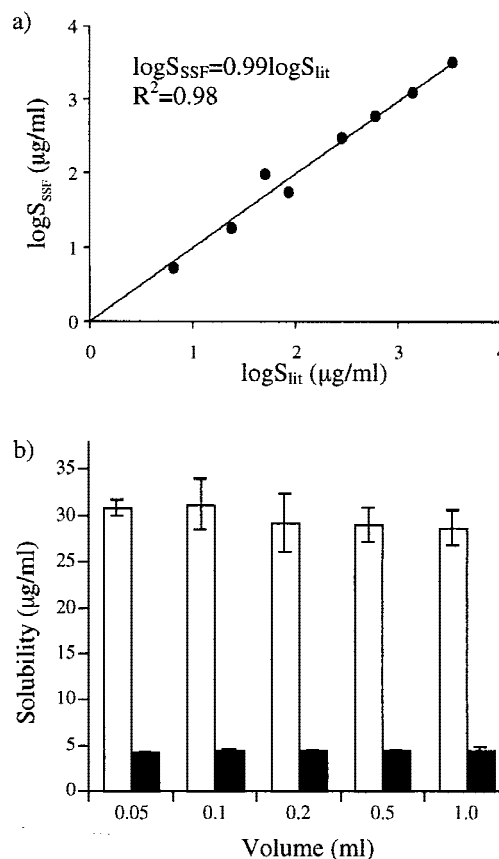 a)
logS_SSF=0.99logS_lit
R²=0.98
4
3
2
1
0
logS_SSF (µg/ml)
0 1 2 3 4
logS_lit (µg/ml)
b)
35
30
25
20
15
10
5
0
Solubility (µg/ml)
0.05 0.1 0.2 0.5 1.0
Volume (ml)